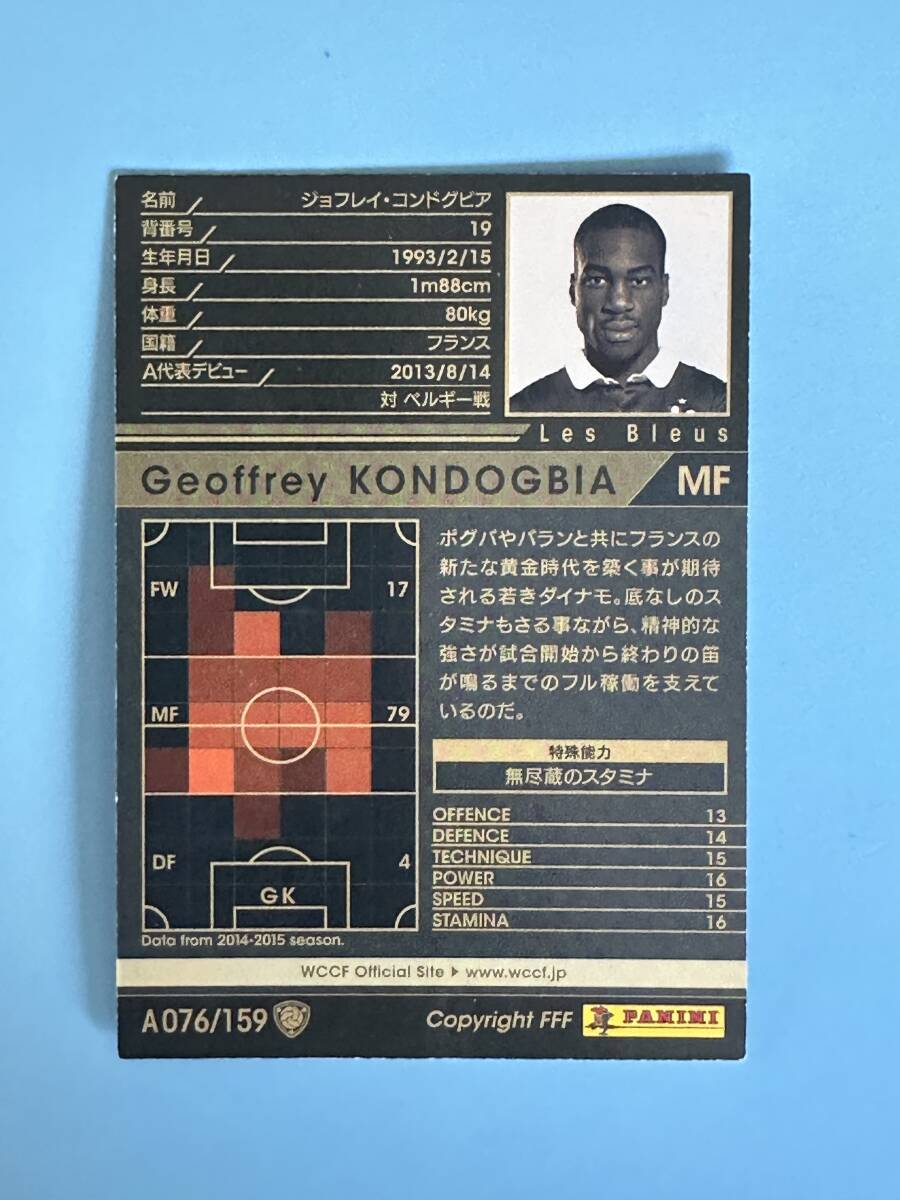 名前 ジョフレイ・コンドグビア
背番号 19
生年月日 1993/2/15
身長 1m88cm
体重 80kg
国籍 フランス
A代表デビュー 2013/8/14
対 ベルギー戦
Les Bleus
Geoffrey KONDOGBIA MF
FW 17
MF 79
DF 4
GK
Data from 2014-2015 season.
ポグバやバランと共にフランスの
新たな黄金時代を築く事が期待
される若きダイナモ。底なしのス
タミナもさる事ながら、精神的な
強さが試合開始から終わりの笛
が鳴るまでのフル稼働を支えて
いるのだ。
特殊能力
無尽蔵のスタミナ
OFFENCE 13
DEFENCE 14
TECHNIQUE 15
POWER 16
SPEED 15
STAMINA 16
WCCF Official Site ▶ www.wccf.jp
A076/159 Copyright FFF PANINI